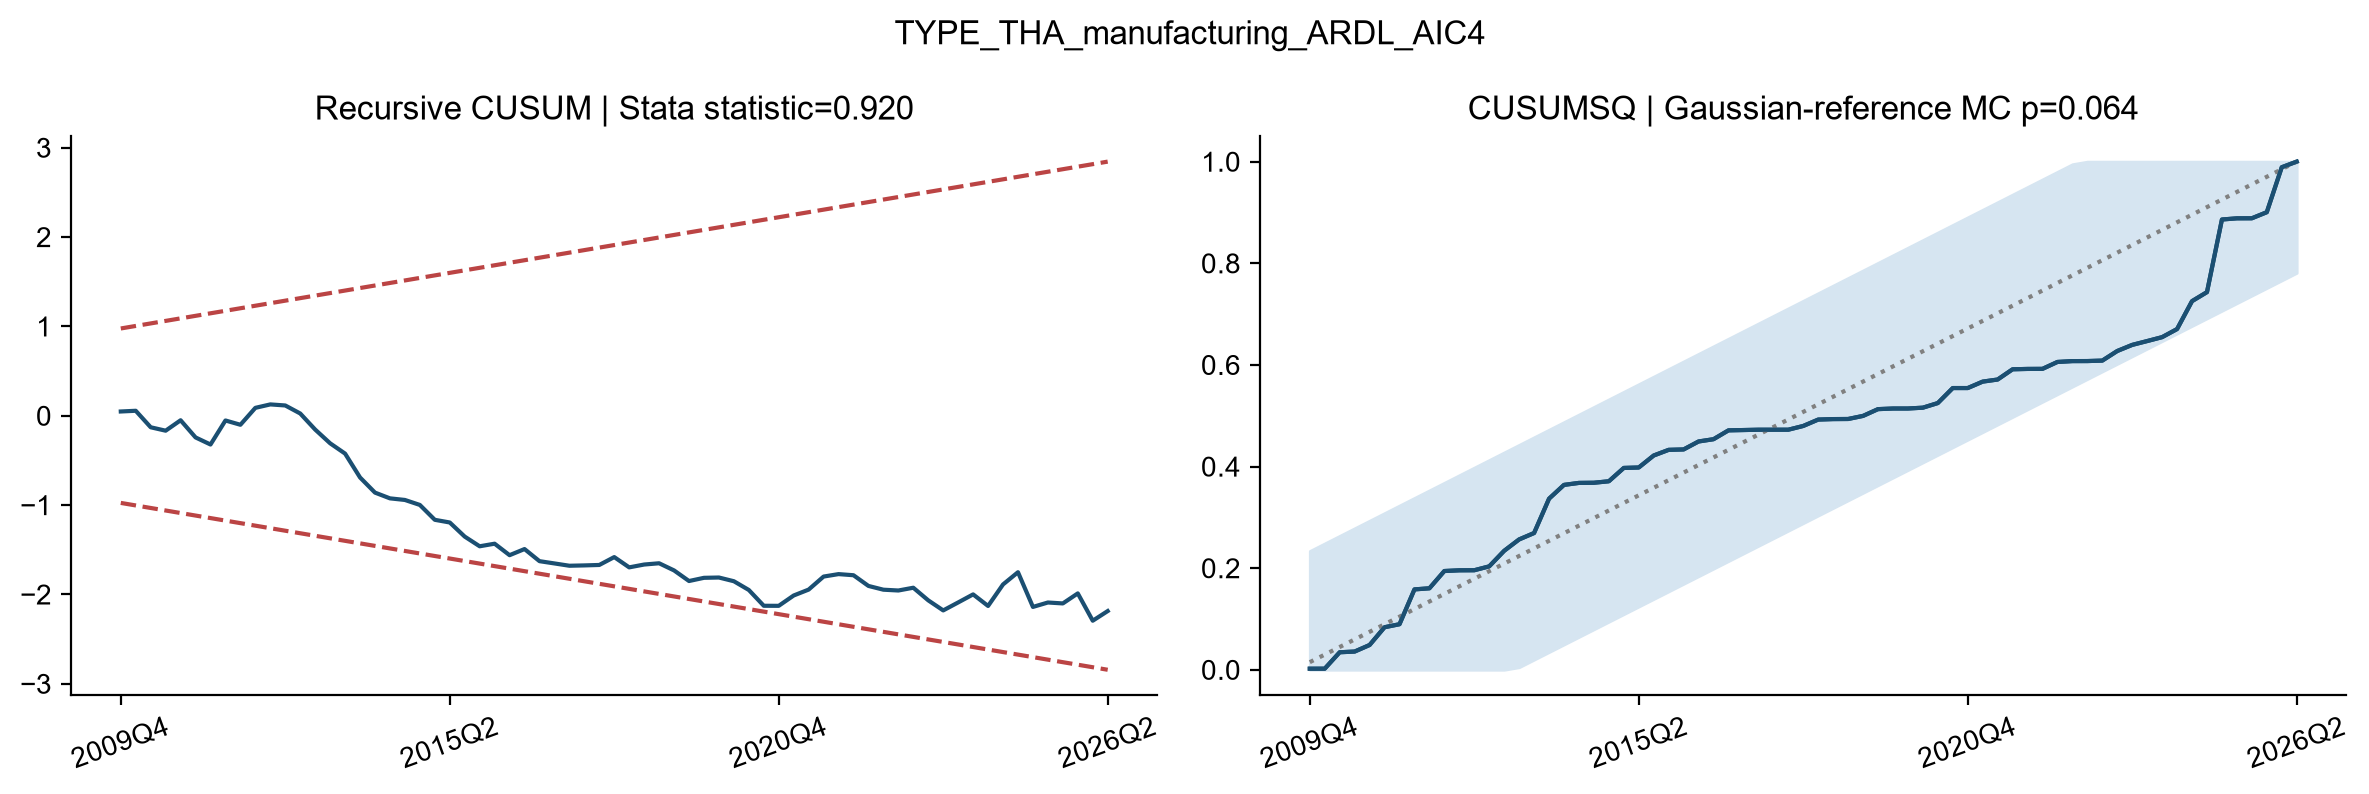 TYPE_THA_manufacturing_ARDL_AIC4
Recursive CUSUM | Stata statistic=0.920
3
2
1
0
−1
−2
−3
2009Q4
2015Q2
2020Q4
2026Q2
CUSUMSQ | Gaussian-reference MC p=0.064
1.0
0.8
0.6
0.4
0.2
0.0
2009Q4
2015Q2
2020Q4
2026Q2